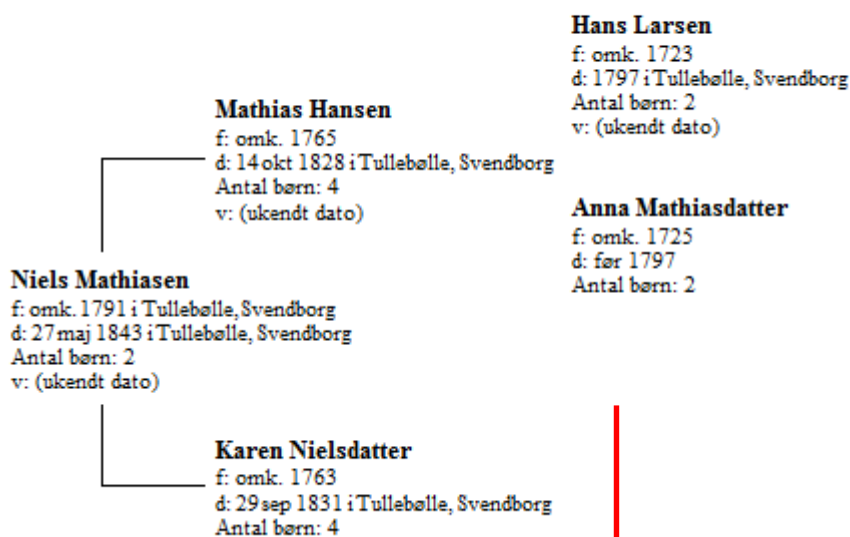 Hans Larsen
f: omk. 1723
d: 1797 i Tullebølle, Svendborg
Antal børn: 2
v: (ukendt dato)
Mathias Hansen
f: omk. 1765
d: 14 okt 1828 i Tullebølle, Svendborg
Antal børn: 4
v: (ukendt dato)
Anna Mathiasdatter
f: omk. 1725
d: før 1797
Antal børn: 2
Niels Mathiasen
f: omk. 1791 i Tullebølle, Svendborg
d: 27 maj 1843 i Tullebølle, Svendborg
Antal børn: 2
v: (ukendt dato)
Karen Nielsdatter
f: omk. 1763
d: 29 sep 1831 i Tullebølle, Svendborg
Antal børn: 4